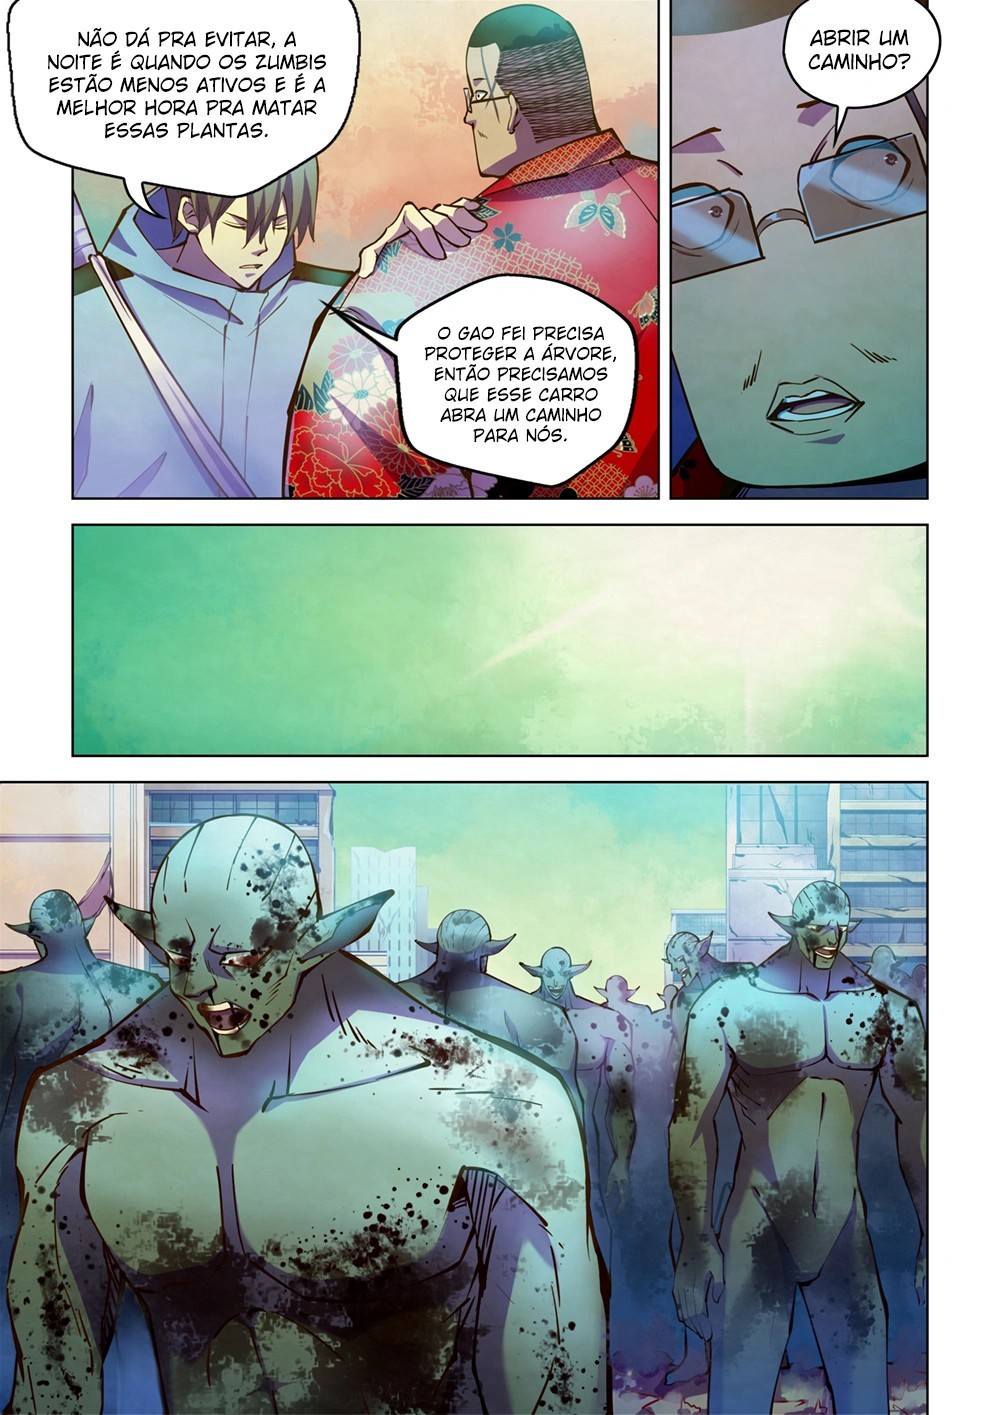 NÃO DÁ PRA EVITAR, A
NOITE É QUANDO OS ZUMBIS
ESTÃO MENOS ATIVOS E É A
MELHOR HORA PRA MATAR
ESSAS PLANTAS.
O GAO FEI PRECISA
PROTEGER A ÁRVORE,
ENTÃO PRECISAMOS
QUE ESSE CARRO
ABRA UM CAMINHO
PARA NÓS.
ABRIR UM
CAMINHO?